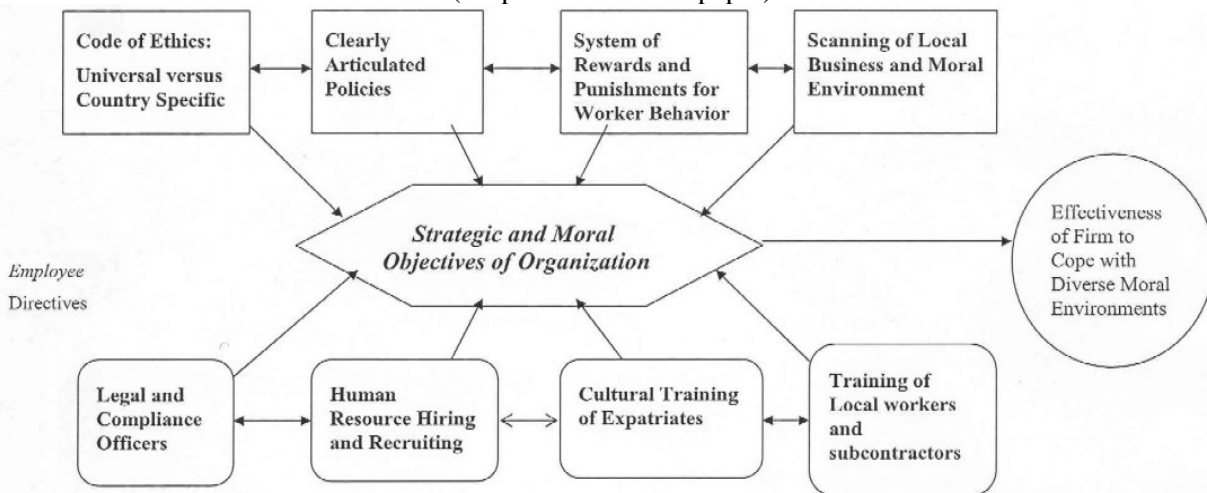 Code of Ethics:
Universal versus
Country Specific
Clearly
Articulated
Policies
System of
Rewards and
Punishments for
Worker Behavior
Scanning of Local
Business and Moral
Environment
Strategic and Moral
Objectives of Organization
Effectiveness
of Firm to
Cope with
Diverse Moral
Environments
Employee
Directives
Legal and
Compliance
Officers
Human
Resource Hiring
and Recruiting
Cultural Training
of Expatriates
Training of
Local workers
and
subcontractors